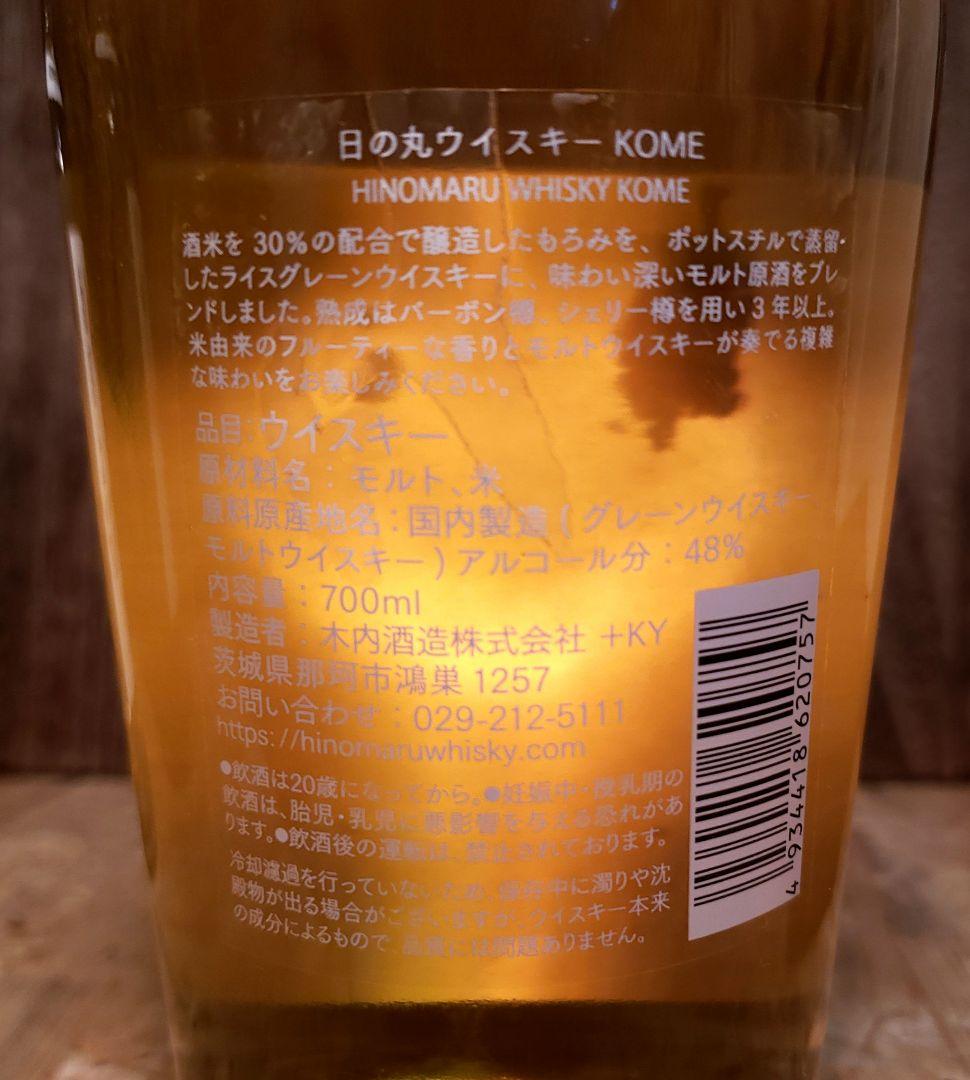 日の丸ウイスキー KOME
HINOMARU WHISKY KOME
酒米を 30%の配合で醸造したもろみを、ポットスチルで蒸留・
したライスグレーンウイスキーに、味わい深いモルト原酒をブレ
ンドしました。熟成はバーボン樽、シェリー樽を用い3年以上。
米由来のフルーティーな香りとモルトウイスキーが奏でる複雑
な味わいをお楽しみください。
品目:ウイスキー
原材料名：モルト、米
原料原産地名：国内製造 (グレーンウイスキー、
モルトウイスキー) アルコール分：48%
内容量：700ml
製造者：木内酒造株式会社 +KY
茨城県那珂市鴻巣 1257
お問い合わせ：029-212-5111
https://hinomaruwhisky.com
●飲酒は20歳になってから。●妊娠中・授乳期の
飲酒は、胎児・乳児に悪影響を与える恐れがあ
ります。●飲酒後の運転は、禁止されております。
冷却濾過を行っていないため、保存中に濁りや沈
殿物が出る場合がございますが、ウイスキー本来
の成分によるもので、品質には問題ありません。
4 934418 620757